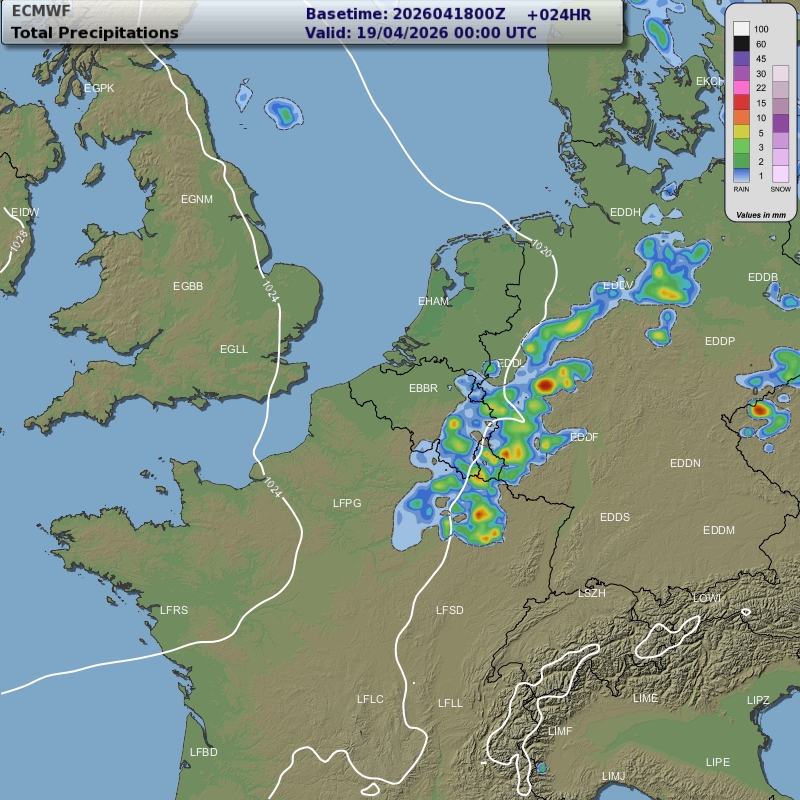 ECMWF
Basetime: 2026041800Z +024HR
Total Precipitations
Valid: 19/04/2026 00:00 UTC
100
60
45
30
22
15
10
5
3
2
1
RAIN
SNOW
Values in mm
EGPK
EKCH
EGNM
EIDW
EDDH
1028
1020
EGBB
1024
EHAM
EDDV
EDDB
EGLL
EDDP
EDDL
EBBR
EDDF
EDDN
1024
LFPG
EDDS
EDDM
LFRS
LFSD
LSZH
LOWI
LFLC
LFLL
LIME
LIPZ
LFBD
LIMF
LIPE
LIMJ